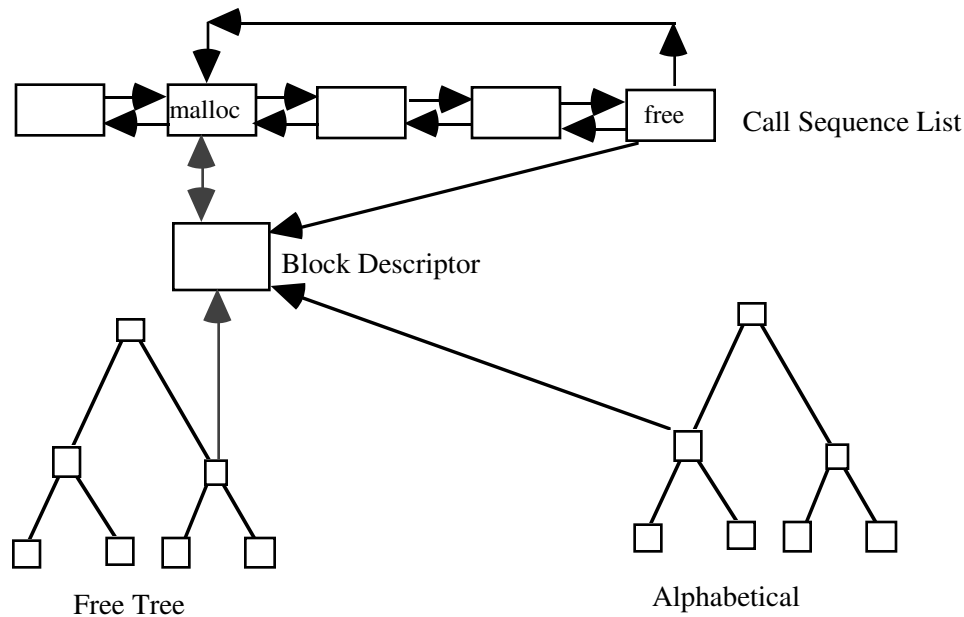 malloc
free
Call Sequence List
Block Descriptor
Free Tree
Alphabetical